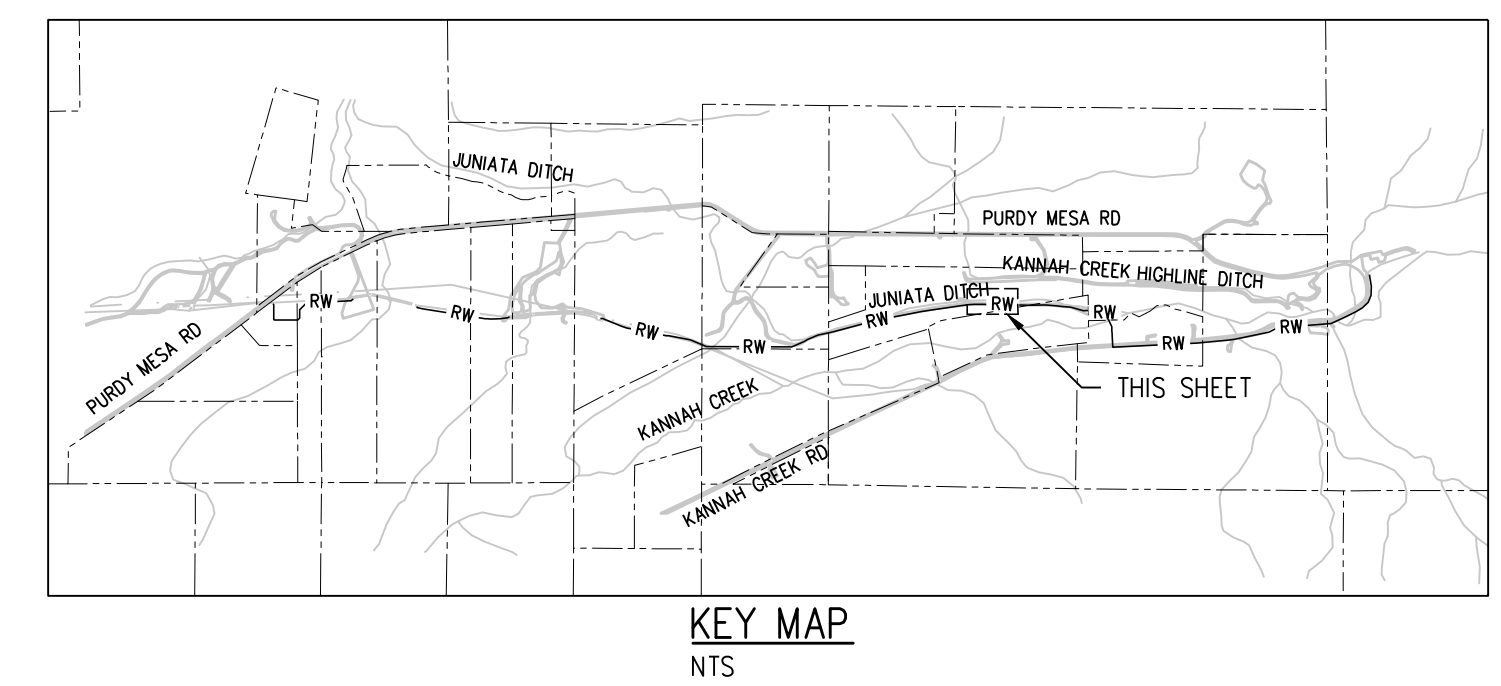 JUNIATA DITCH
PURDY MESA RD
KANNAH CREEK HIGHLINE DITCH
JUNIATA DITCH
RW
RW
RW
RW
RW
RW
RW
RW
RW
PURDY MESA RD
THIS SHEET
KANNAH CREEK
KANNAH CREEK RD
KEY MAP
NTS